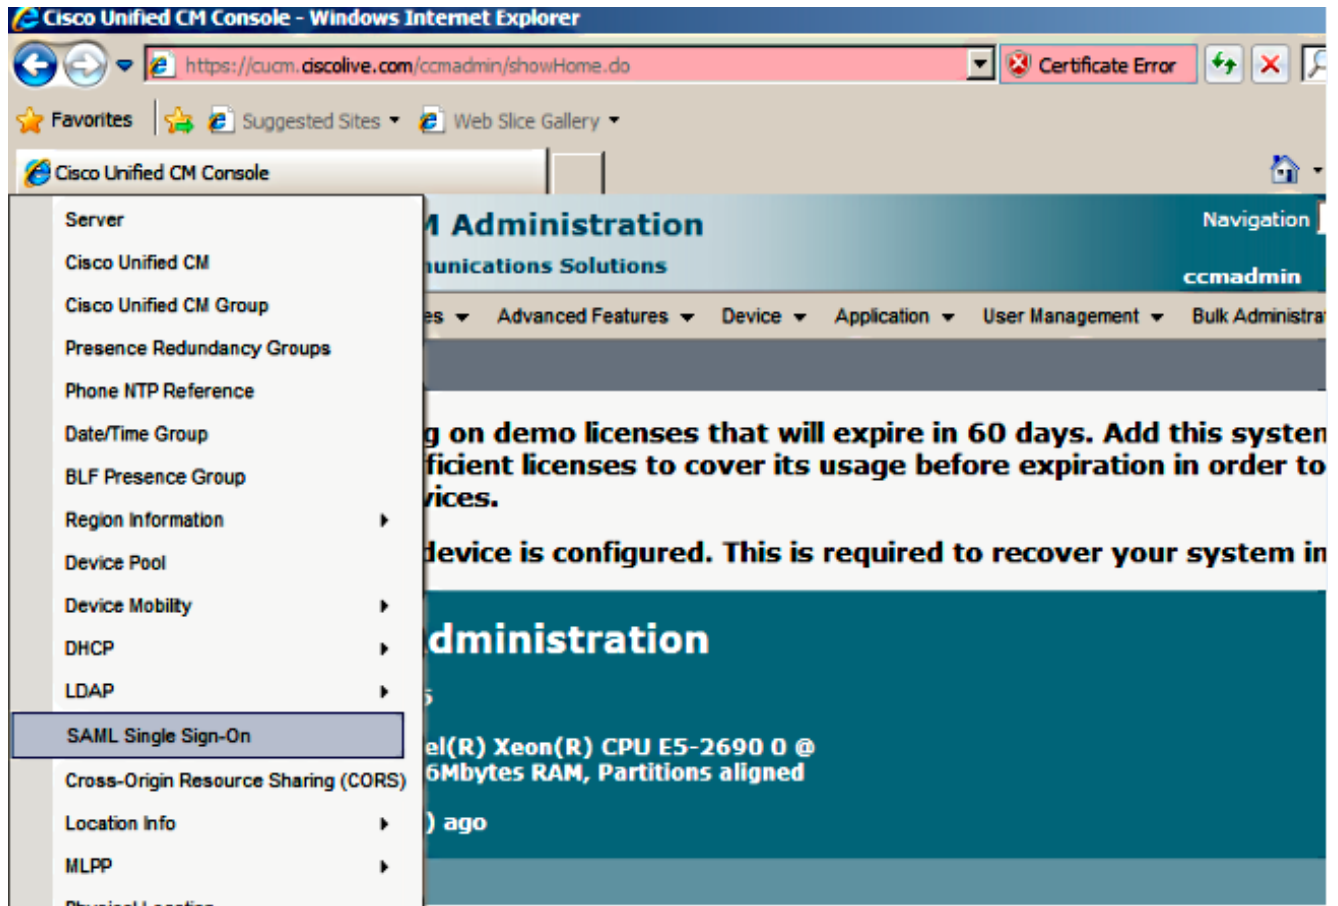 Cisco Unified CM Console - Windows Internet Explorer
https://cucm.ciscolive.com/ccmadmin/showHome.do
Certificate Error
Favorites
Suggested Sites
Web Slice Gallery
Cisco Unified CM Console
Administration
Navigation
Communications Solutions
ccmadmin
Advanced Features
Device
Application
User Management
Bulk Administra
Server
Cisco Unified CM
Cisco Unified CM Group
Presence Redundancy Groups
Phone NTP Reference
Date/Time Group
BLF Presence Group
Region Information
Device Pool
Device Mobility
DHCP
LDAP
SAML Single Sign-On
Cross-Origin Resource Sharing (CORS)
Location Info
MLPP
g on demo licenses that will expire in 60 days. Add this system
ficient licenses to cover its usage before expiration in order to
vices.
device is configured. This is required to recover your system in
dministration
el(R) Xeon(R) CPU E5-2690 0 @
6Mbytes RAM, Partitions aligned
) ago